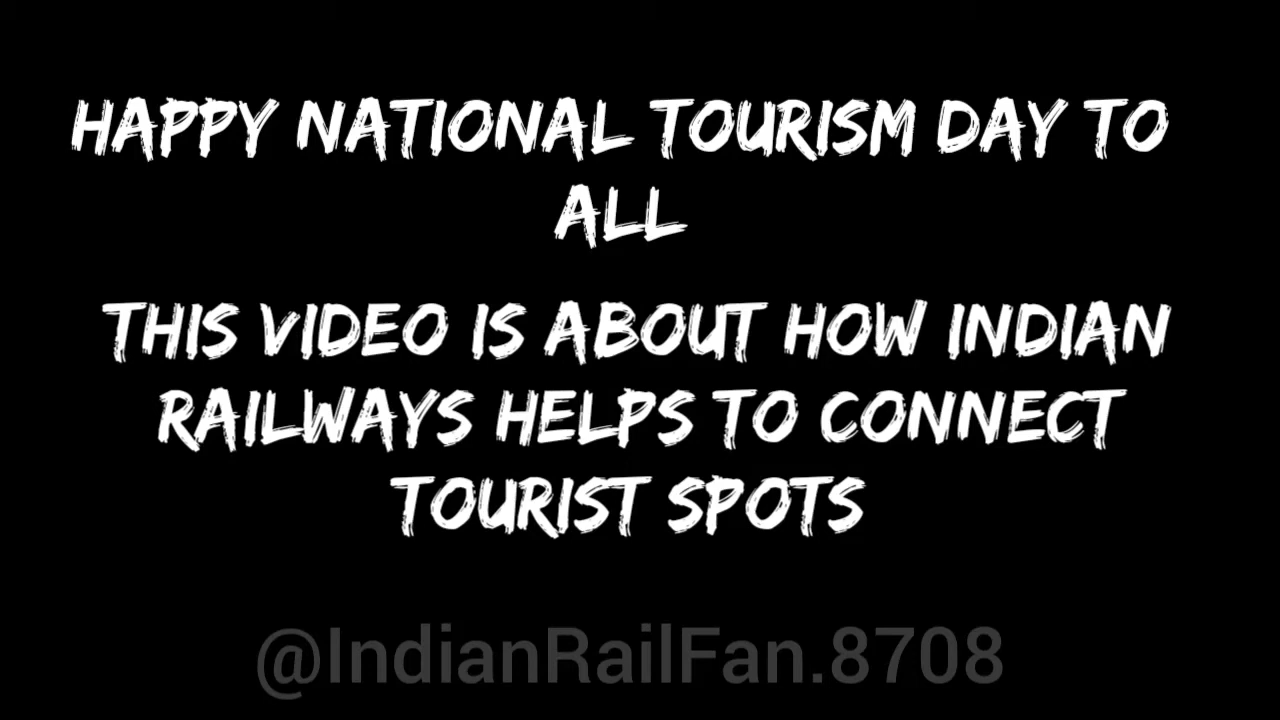 HAPPY NATIONAL TOURISM DAY TO
ALL
THIS VIDEO IS ABOUT HOW INDIAN
RAILWAYS HELPS TO CONNECT
TOURIST SPOTS
@IndianRailFan.8708